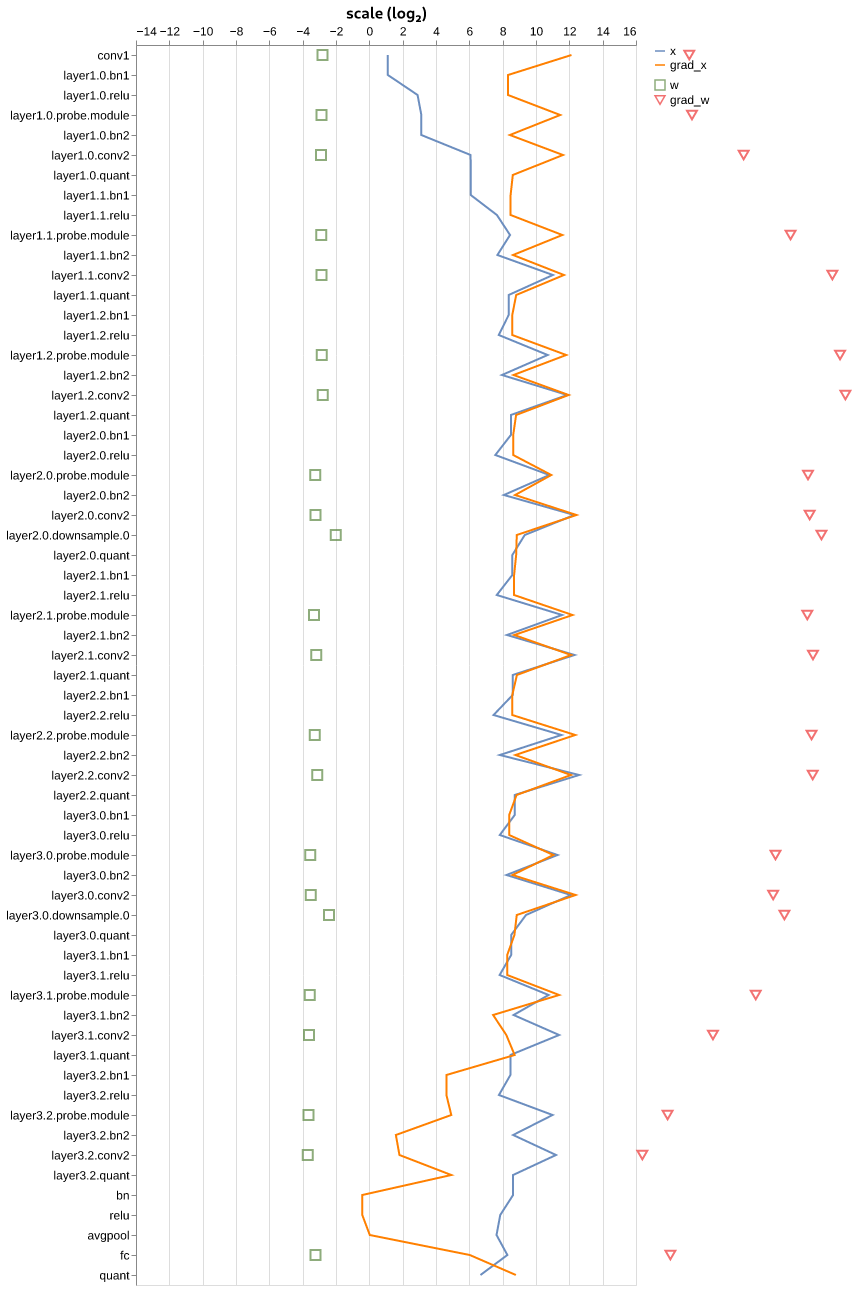 scale (log₂)
−14 −12 −10 −8 −6 −4 −2 0 2 4 6 8 10 12 14 16
x
grad_x
w
grad_w
conv1
layer1.0.bn1
layer1.0.relu
layer1.0.probe.module
layer1.0.bn2
layer1.0.conv2
layer1.0.quant
layer1.1.bn1
layer1.1.relu
layer1.1.probe.module
layer1.1.bn2
layer1.1.conv2
layer1.1.quant
layer1.2.bn1
layer1.2.relu
layer1.2.probe.module
layer1.2.bn2
layer1.2.conv2
layer1.2.quant
layer2.0.bn1
layer2.0.relu
layer2.0.probe.module
layer2.0.bn2
layer2.0.conv2
layer2.0.downsample.0
layer2.0.quant
layer2.1.bn1
layer2.1.relu
layer2.1.probe.module
layer2.1.bn2
layer2.1.conv2
layer2.1.quant
layer2.2.bn1
layer2.2.relu
layer2.2.probe.module
layer2.2.bn2
layer2.2.conv2
layer2.2.quant
layer3.0.bn1
layer3.0.relu
layer3.0.probe.module
layer3.0.bn2
layer3.0.conv2
layer3.0.downsample.0
layer3.0.quant
layer3.1.bn1
layer3.1.relu
layer3.1.probe.module
layer3.1.bn2
layer3.1.conv2
layer3.1.quant
layer3.2.bn1
layer3.2.relu
layer3.2.probe.module
layer3.2.bn2
layer3.2.conv2
layer3.2.quant
bn
relu
avgpool
fc
quant